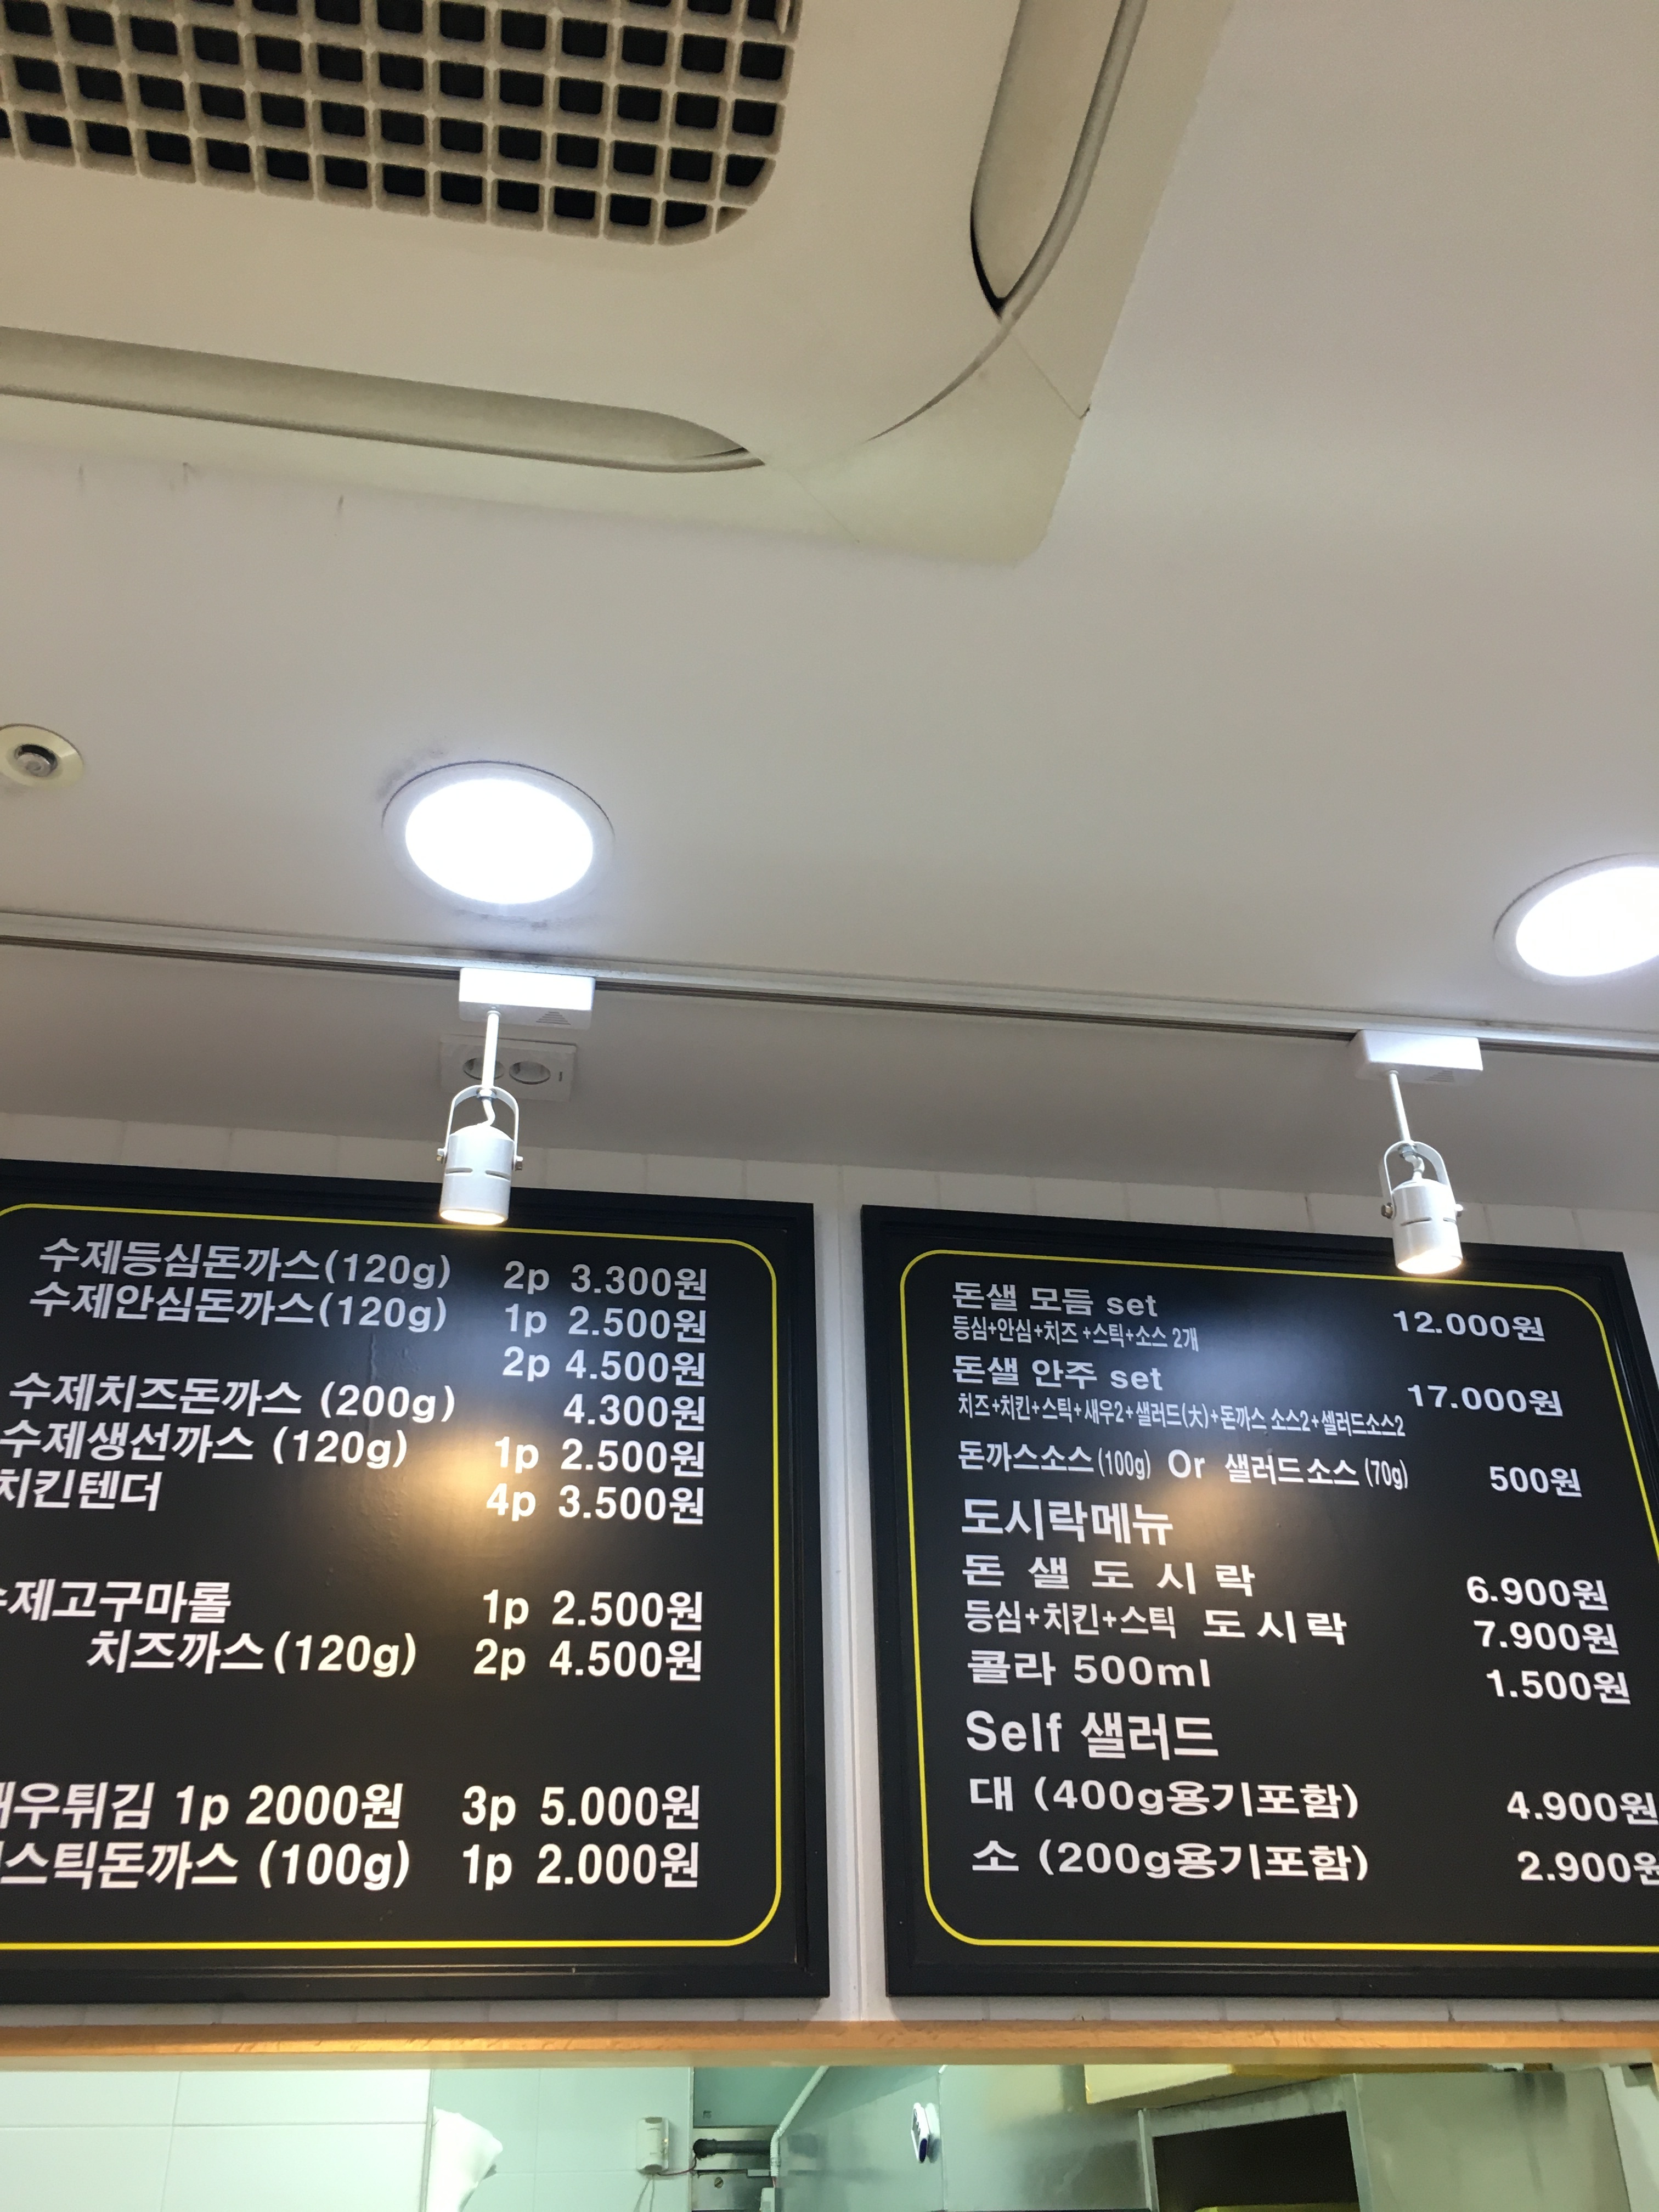 수제등심돈까스(120g) 2p 3.300원
수제안심돈까스(120g) 1p 2.500원
2p 4.500원
수제치즈돈까스 (200g) 4.300원
수제생선까스 (120g) 1p 2.500원
치킨텐더 4p 3.500원
수제고구마롤 1p 2.500원
치즈까스(120g) 2p 4.500원
새우튀김 1p 2000원 3p 5.000원
스틱돈까스 (100g) 1p 2.000원
돈샐 모듬 set 12.000원
등심+안심+치즈 +스틱+소스 2개
돈샐 안주 set 17.000원
치즈+치킨+스틱+새우2+샐러드(大)+돈까스 소스2+셀러드소스2
돈까스소스(100g) Or 샐러드소스 (70g) 500원
도시락메뉴
돈 샐 도 시 락 6.900원
등심+치킨+스틱 도 시 락 7.900원
콜라 500ml 1.500원
Self 샐러드
대 (400g용기포함) 4.900원
소 (200g용기포함) 2.900원